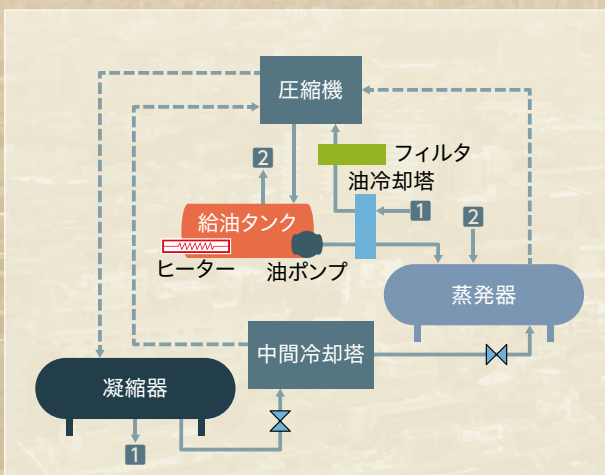 圧縮機
フィルタ
2
油冷却塔
1
2
給油タンク
ヒーター
油ポンプ
蒸発器
中間冷却塔
凝縮器
1